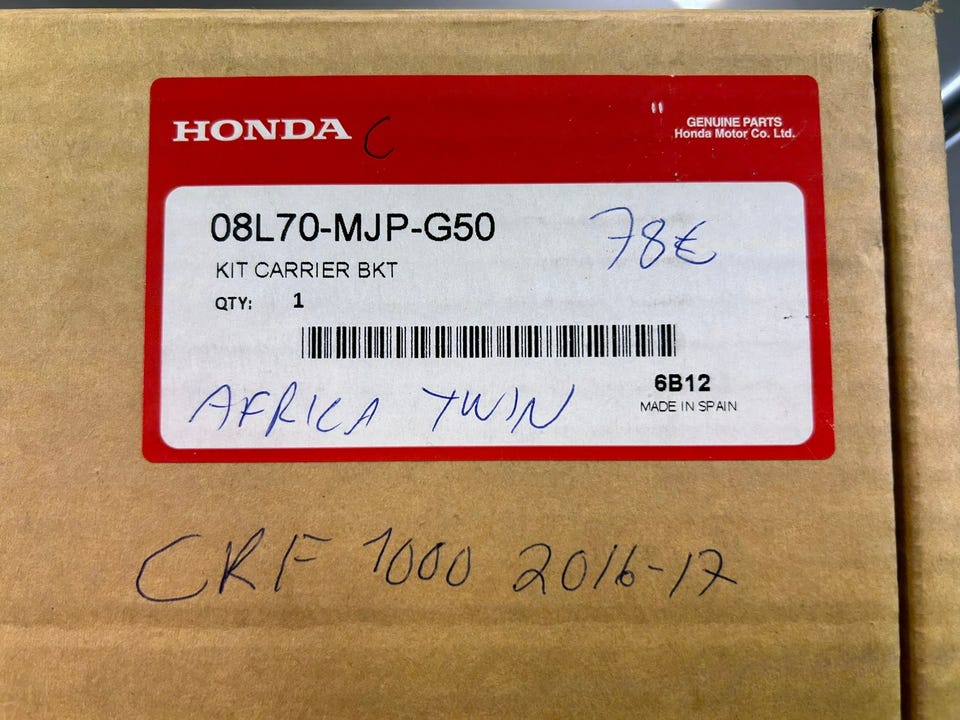 HONDA C
GENUINE PARTS
Honda Motor Co. Ltd.
08L70-MJP-G50
78€
KIT CARRIER BKT
QTY: 1
6B12
MADE IN SPAIN
AFRICA TWIN
CRF 1000 2016-17